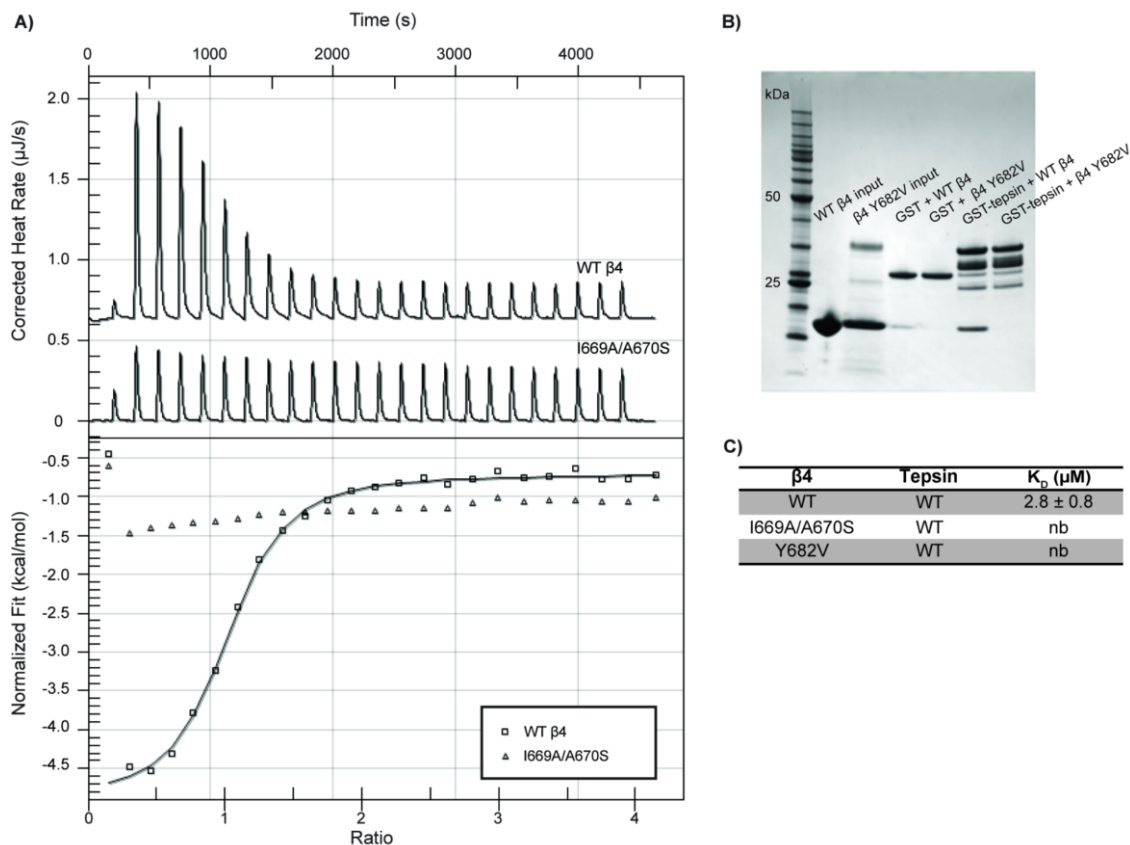 A)
Time (s)
0 1000 2000 3000 4000
Corrected Heat Rate (µJ/s)
2.0
1.5
1.0
WT β4
0.5
I669A/A670S
0
Normalized Fit (kcal/mol)
-0.5
-1.0
-1.5
-2.0
-2.5
-3.0
-3.5
-4.0
-4.5
WT β4
I669A/A670S
0 1 2 3 4
Ratio
B)
kDa
50
25
WT β4 input
β4 Y682V input
GST + WT β4
GST + β4 Y682V
GST-tepsin + WT β4
GST-tepsin + β4 Y682V
C)
β4 Tepsin K_D (µM)
WT WT 2.8 ± 0.8
I669A/A670S WT nb
Y682V WT nb